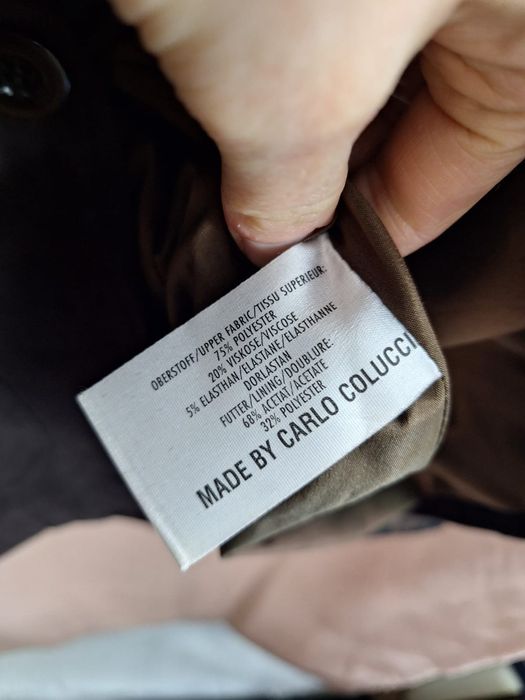 OBERSTOFF/UPPER FABRIC/TISSU SUPERIEUR:
75% POLYESTER
20% VISKOSE/VISCOSE
5% ELASTHAN/ELASTANE/ELASTHANNE
DORLASTAN
FUTTER/LINING/DOUBLURE:
68% ACETAT/ACETATE
32% POLYESTER
MADE BY CARLO COLUCCI